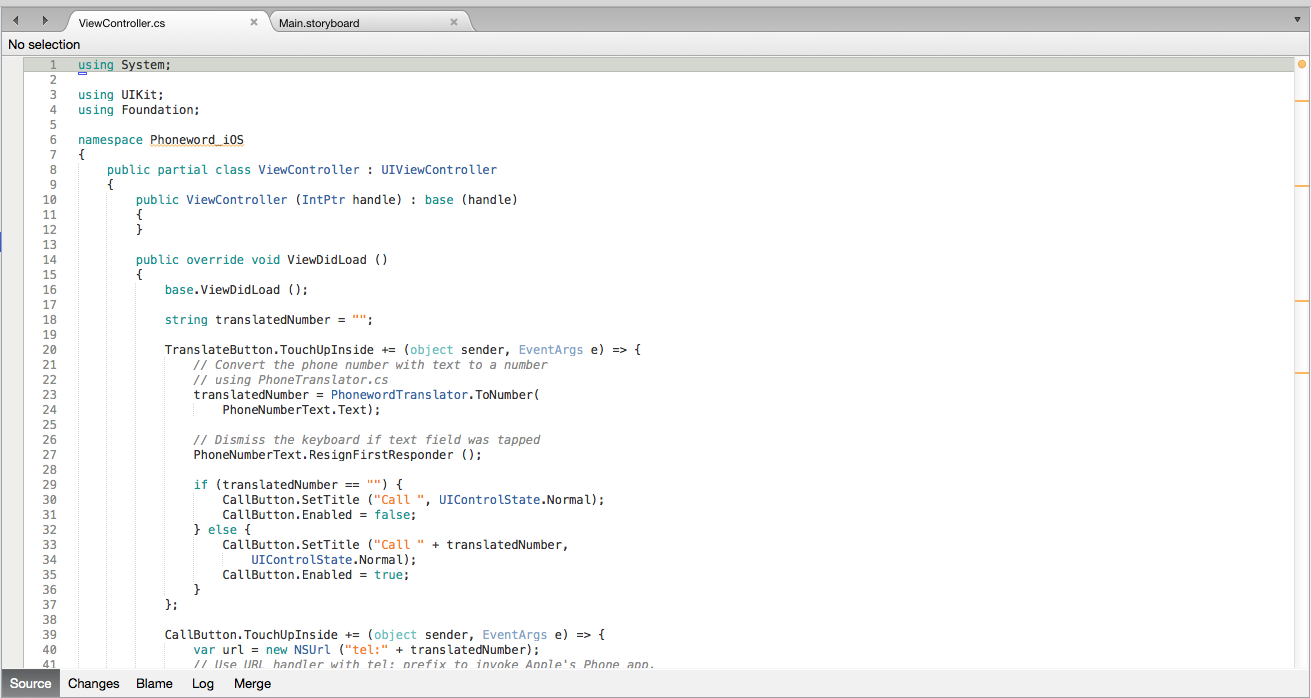 ViewController.cs
Main.storyboard
No selection
1 using System;
2
3 using UIKit;
4 using Foundation;
5
6 namespace Phoneword_iOS
7 {
8 public partial class ViewController : UIViewController
9 {
10 public ViewController (IntPtr handle) : base (handle)
11 {
12 }
13
14 public override void ViewDidLoad ()
15 {
16 base.ViewDidLoad ();
17
18 string translatedNumber = "";
19
20 TranslateButton.TouchUpInside += (object sender, EventArgs e) => {
21 // Convert the phone number with text to a number
22 // using PhoneTranslator.cs
23 translatedNumber = PhonewordTranslator.ToNumber(
24 PhoneNumberText.Text);
25
26 // Dismiss the keyboard if text field was tapped
27 PhoneNumberText.ResignFirstResponder ();
28
29 if (translatedNumber == "") {
30 CallButton.SetTitle ("Call ", UIControlState.Normal);
31 CallButton.Enabled = false;
32 } else {
33 CallButton.SetTitle ("Call " + translatedNumber,
34 UIControlState.Normal);
35 CallButton.Enabled = true;
36 }
37 };
38
39 CallButton.TouchUpInside += (object sender, EventArgs e) => {
40 var url = new NSUrl ("tel:" + translatedNumber);
41 // Use URL handler with tel: prefix to invoke Apple's Phone app.
Source Changes Blame Log Merge